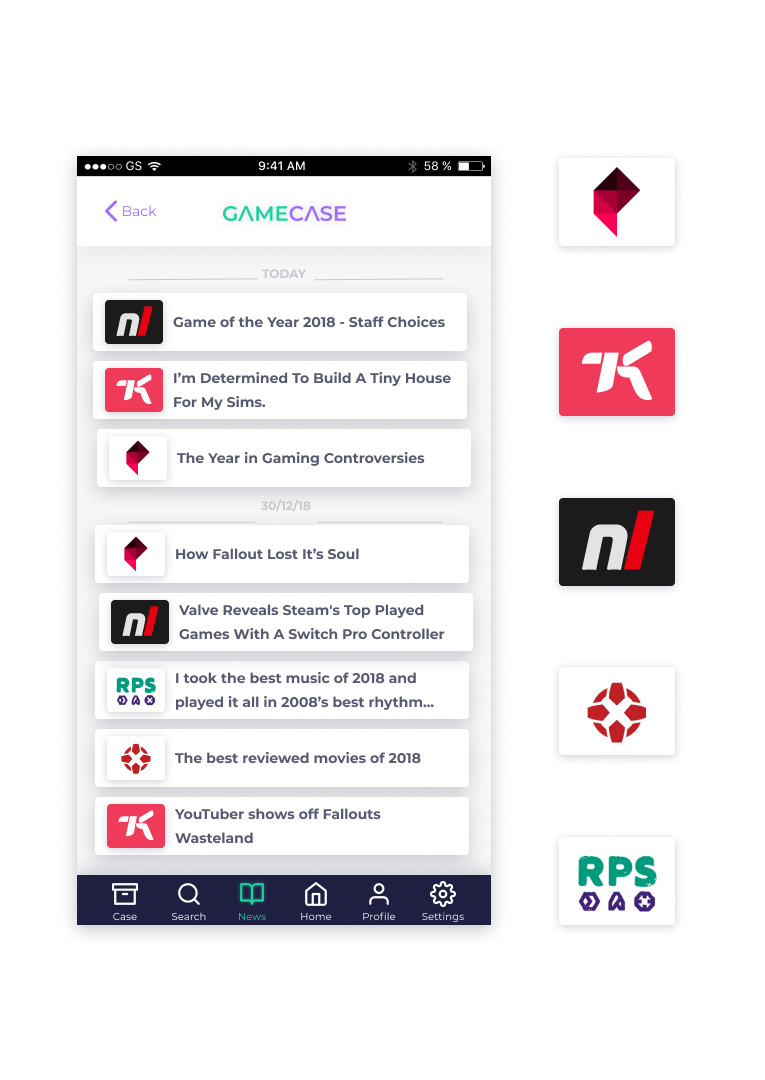 GS
9:41 AM
58 %
Back
GAMECASE
TODAY
Game of the Year 2018 - Staff Choices
I’m Determined To Build A Tiny House
For My Sims.
The Year in Gaming Controversies
30/12/18
How Fallout Lost It’s Soul
Valve Reveals Steam's Top Played
Games With A Switch Pro Controller
RPS
I took the best music of 2018 and
played it all in 2008’s best rhythm...
The best reviewed movies of 2018
YouTuber shows off Fallouts
Wasteland
Case
Search
News
Home
Profile
Settings
RPS